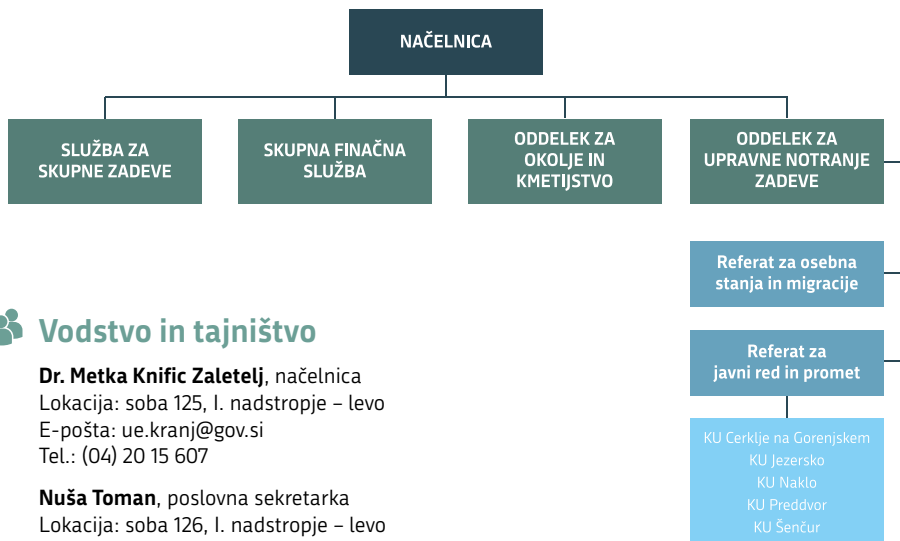 NAČELNICA
SLUŽBA ZA
SKUPNE ZADEVE
SKUPNA FINAČNA
SLUŽBA
ODDELEK ZA
OKOLJE IN
KMETIJSTVO
ODDELEK ZA
UPRAVNE NOTRANJE
ZADEVE
Referat za osebna
stanja in migracije
Referat za
javni red in promet
KU Cerklje na Gorenjskem
KU Jezersko
KU Naklo
KU Preddvor
KU Šenčur
Vodstvo in tajništvo
Dr. Metka Knific Zaletelj, načelnica
Lokacija: soba 125, I. nadstropje – levo
E-pošta: ue.kranj@gov.si
Tel.: (04) 20 15 607
Nuša Toman, poslovna sekretarka
Lokacija: soba 126, I. nadstropje – levo